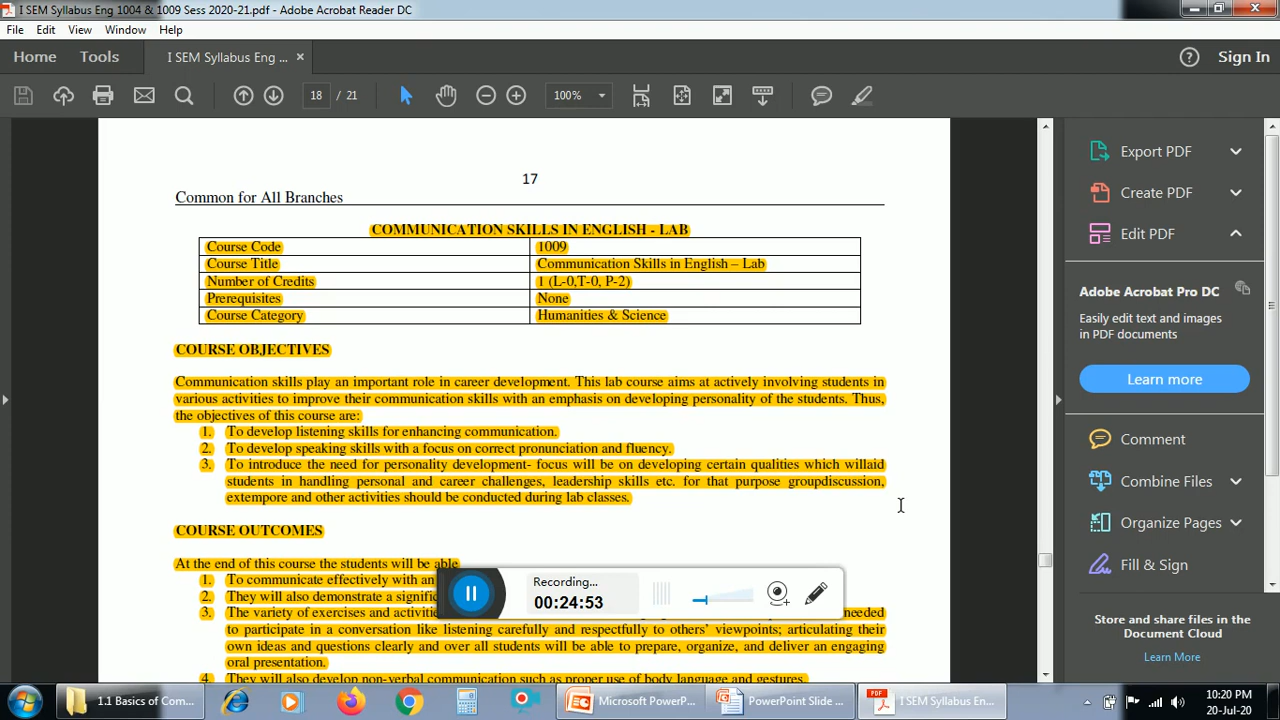 I SEM Syllabus Eng 1004 & 1009 Sess 2020-21.pdf - Adobe Acrobat Reader DC
File Edit View Window Help
Home Tools I SEM Syllabus Eng ... × Sign In
18 / 21 100%
17
Common for All Branches
COMMUNICATION SKILLS IN ENGLISH - LAB
Course Code 1009
Course Title Communication Skills in English – Lab
Number of Credits 1 (L-0,T-0, P-2)
Prerequisites None
Course Category Humanities & Science
COURSE OBJECTIVES
Communication skills play an important role in career development. This lab course aims at actively involving students in
various activities to improve their communication skills with an emphasis on developing personality of the students. Thus,
the objectives of this course are:
1. To develop listening skills for enhancing communication.
2. To develop speaking skills with a focus on correct pronunciation and fluency.
3. To introduce the need for personality development- focus will be on developing certain qualities which willaid
students in handling personal and career challenges, leadership skills etc. for that purpose groupdiscussion,
extempore and other activities should be conducted during lab classes.
COURSE OUTCOMES
At the end of this course the students will be able
1. To communicate effectively with an
2. They will also demonstrate a signifi
3. The variety of exercises and activiti needed
to participate in a conversation like listening carefully and respectfully to others' viewpoints; articulating their
own ideas and questions clearly and over all students will be able to prepare, organize, and deliver an engaging
oral presentation.
4. They will also develop non-verbal communication such as proper use of body language and gestures.
Recording...
00:24:53
Export PDF
Create PDF
Edit PDF
Adobe Acrobat Pro DC
Easily edit text and images
in PDF documents
Learn more
Comment
Combine Files
Organize Pages
Fill & Sign
Store and share files in the
Document Cloud
Learn More
1.1 Basics of Com... Microsoft PowerP... PowerPoint Slide ... I SEM Syllabus En... 10:20 PM
20-Jul-20